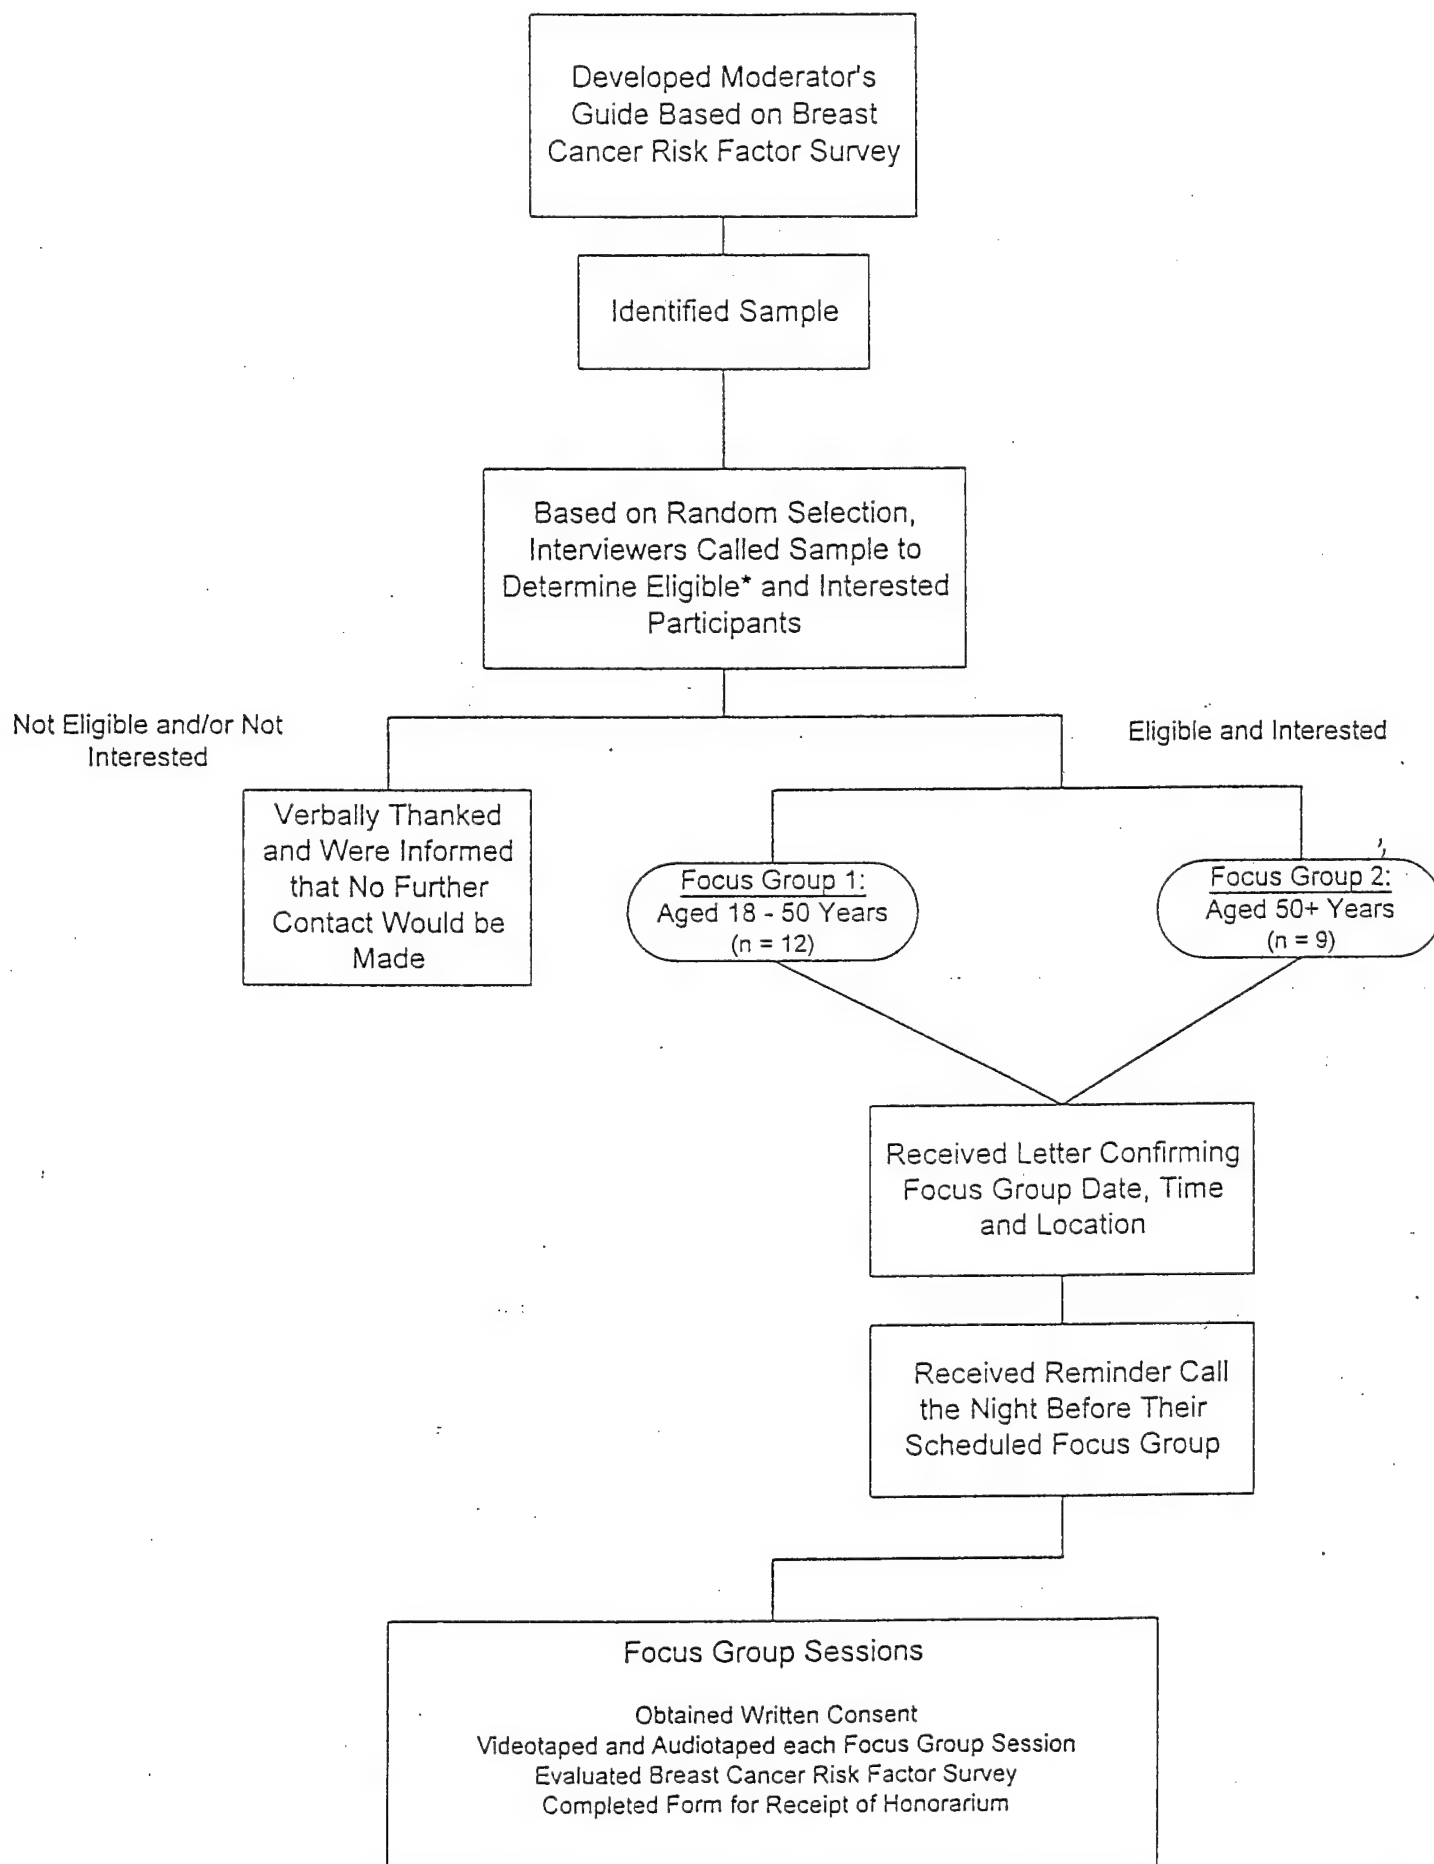 Developed Moderator's
Guide Based on Breast
Cancer Risk Factor Survey
Identified Sample
Based on Random Selection,
Interviewers Called Sample to
Determine Eligible* and Interested
Participants
Not Eligible and/or Not
Interested
Eligible and Interested
Verbally Thanked
and Were Informed
that No Further
Contact Would be
Made
Focus Group 1:
Aged 18 - 50 Years
(n = 12)
Focus Group 2:
Aged 50+ Years
(n = 9)
Received Letter Confirming
Focus Group Date, Time
and Location
Received Reminder Call
the Night Before Their
Scheduled Focus Group
Focus Group Sessions
Obtained Written Consent
Videotaped and Audiotaped each Focus Group Session
Evaluated Breast Cancer Risk Factor Survey
Completed Form for Receipt of Honorarium